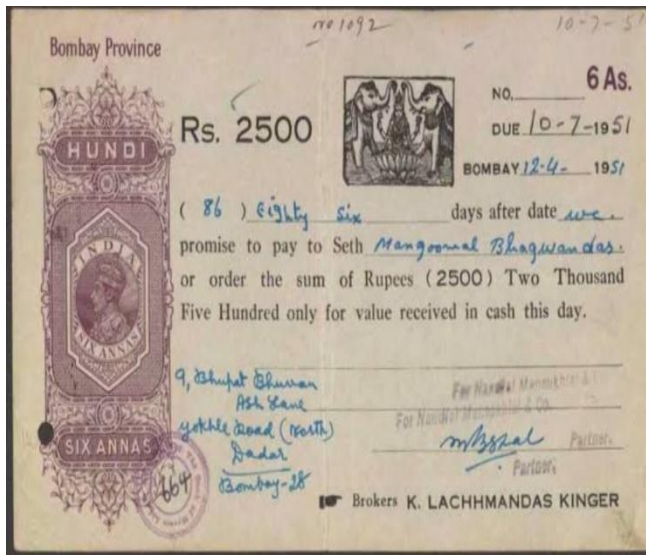 no 1092
10-7-51
Bombay Province
6 As.
NO.
Rs. 2500
DUE 10-7-1951
BOMBAY 12-4- 1951
HUNDI
INDIA
SIX ANNAS
SIX ANNAS
( 86 ) Eighty Six days after date we.
promise to pay to Seth Mangoomal Bhagwandas.
or order the sum of Rupees (2500) Two Thousand
Five Hundred only for value received in cash this day.
9, Bhupat Bhuvan
Ash Lane
Gokhle Road (North)
Dadar
Bombay-28
664
For
For
Partner.
Partner.
Brokers K. LACHHMANDAS KINGER